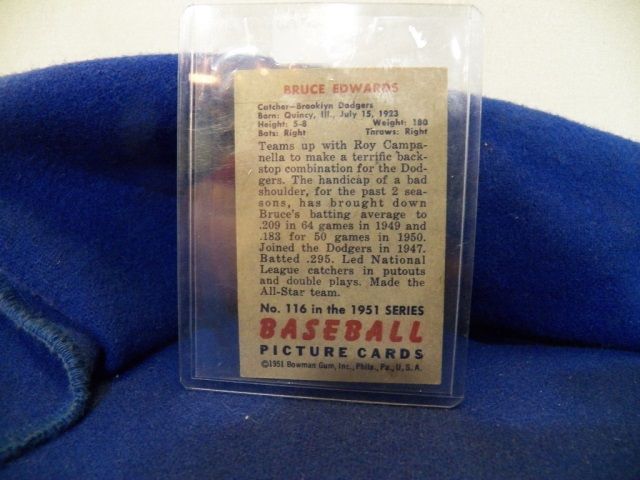 BRUCE EDWARDS
Catcher—Brooklyn Dodgers
Born: Quincy, Ill., July 15, 1923
Height: 5-8 Weight: 180
Bats: Right Throws: Right
Teams up with Roy Campa-
nella to make a terrific back-
stop combination for the Dod-
gers. The handicap of a bad
shoulder, for the past 2 sea-
sons, has brought down
Bruce's batting average to
.209 in 64 games in 1949 and
.183 for 50 games in 1950.
Joined the Dodgers in 1947.
Batted .295. Led National
League catchers in putouts
and double plays. Made the
All-Star team.
No. 116 in the 1951 SERIES
BASEBALL
PICTURE CARDS
©1951 Bowman Gum, Inc., Phila., Pa., U. S. A.